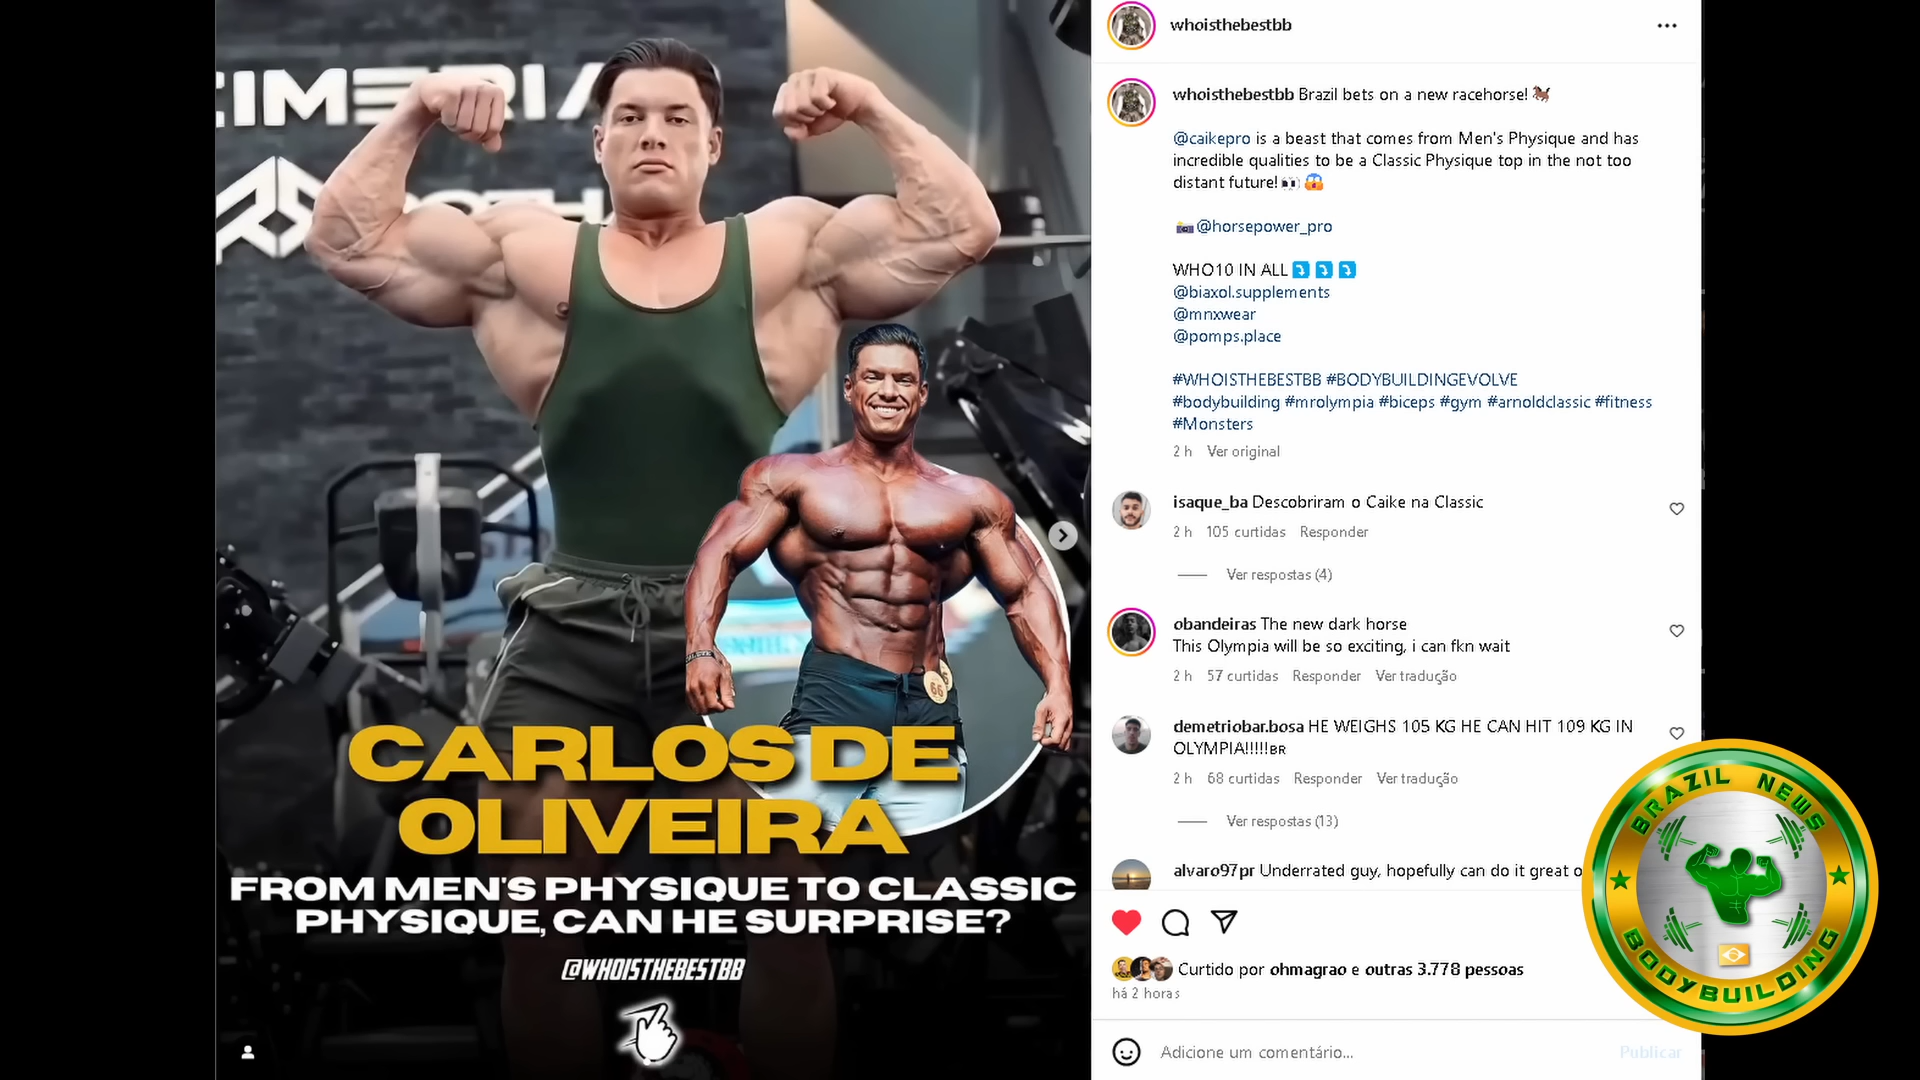 CIMERIA
CARLOS DE
OLIVEIRA
FROM MEN'S PHYSIQUE TO CLASSIC
PHYSIQUE, CAN HE SURPRISE?
@WHOISTHEBESTBB
66
whoisthebestbb
whoisthebestbb Brazil bets on a new racehorse! 🐎
@caikepro is a beast that comes from Men's Physique and has
incredible qualities to be a Classic Physique top in the not too
distant future! 👀 😱
📸 @horsepower_pro
WHO10 IN ALL ⤵️ ⤵️ ⤵️
@biaxol.supplements
@mnxwear
@pomps.place
#WHOISTHEBESTBB #BODYBUILDINGEVOLVE
#bodybuilding #mrolympia #biceps #gym #arnoldclassic #fitness
#Monsters
2 h Ver original
isaque_ba Descobriram o Caike na Classic
2 h 105 curtidas Responder
Ver respostas (4)
obandeiras The new dark horse
This Olympia will be so exciting, i can fkn wait
2 h 57 curtidas Responder Ver tradução
demetriobar.bosa HE WEIGHS 105 KG HE CAN HIT 109 KG IN
OLYMPIA!!!!!BR
2 h 68 curtidas Responder Ver tradução
Ver respostas (13)
alvaro97pr Underrated guy, hopefully can do it great o
Curtido por ohmagrao e outras 3.778 pessoas
há 2 horas
Adicione um comentário...
Publicar
BRAZIL NEWS
BODYBUILDING